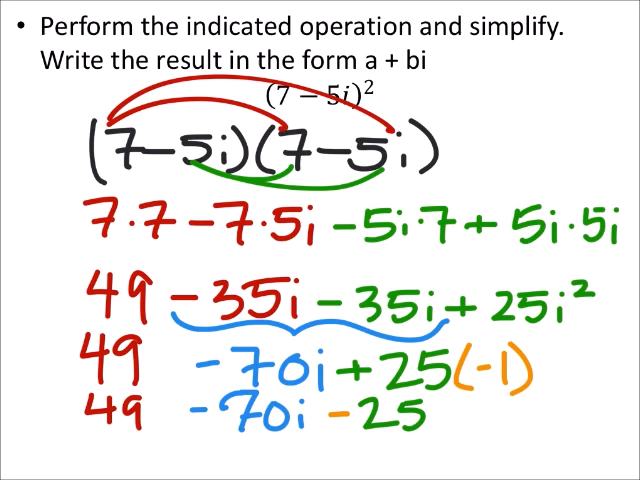 • Perform the indicated operation and simplify.
Write the result in the form a + bi
(7 − 5i)²
(7−5i)(7−5i)
7·7 −7·5i −5i·7+ 5i·5i
49 −35i −35i + 25i²
49 −70i +25(−1)
49 −70i −25